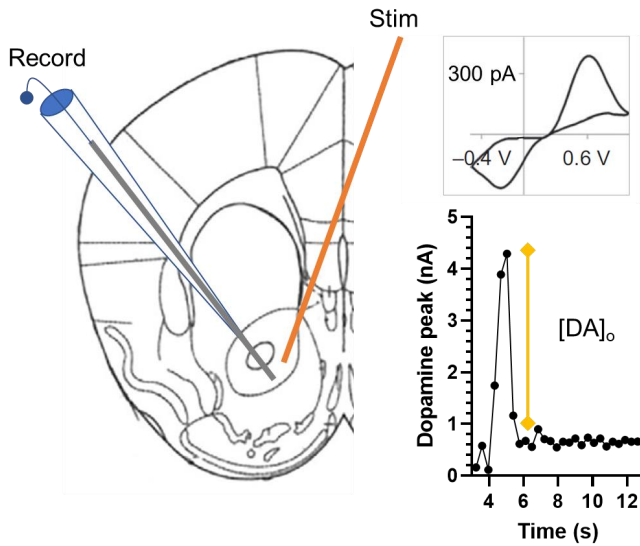 Stim
Record
300 pA
–0.4 V
0.6 V
5
4
3
2
1
0
Dopamine peak (nA)
[DA]o
4 6 8 10 12
Time (s)